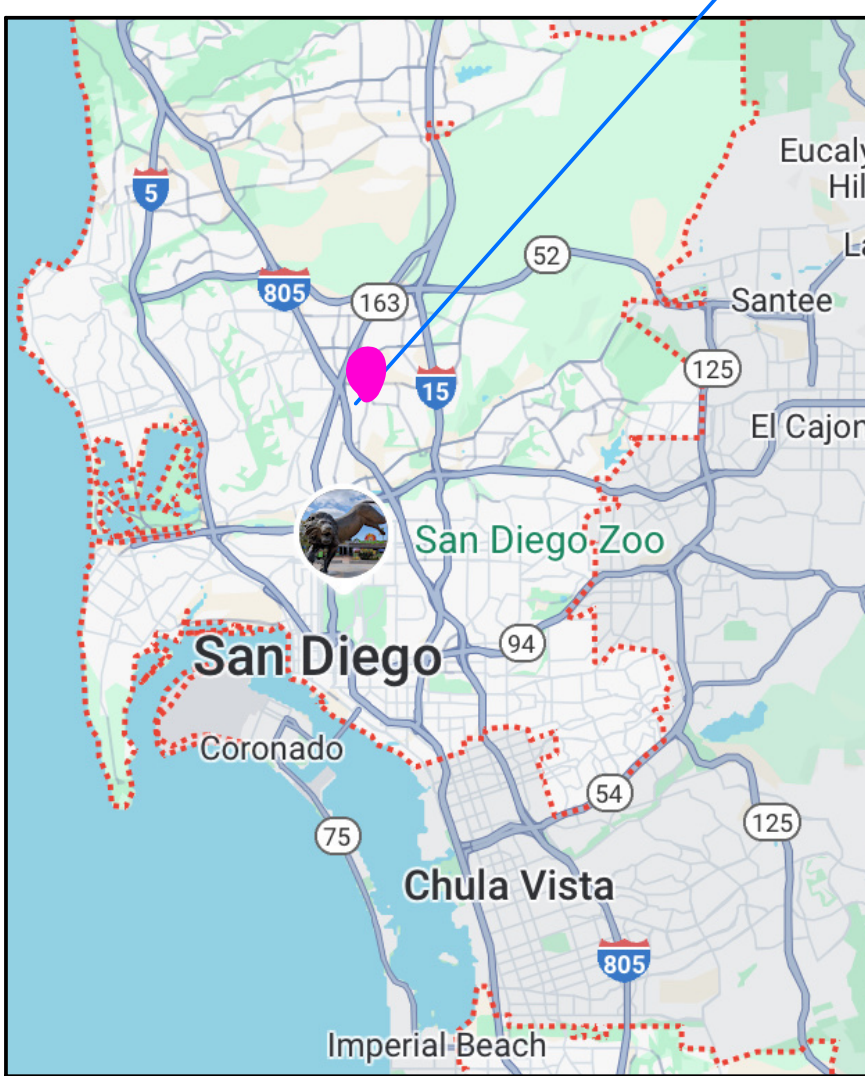 Eucaly
Hil
5
La
52
805
163
Santee
125
15
El Cajon
San Diego Zoo
94
San Diego
Coronado
54
75
125
Chula Vista
805
Imperial Beach